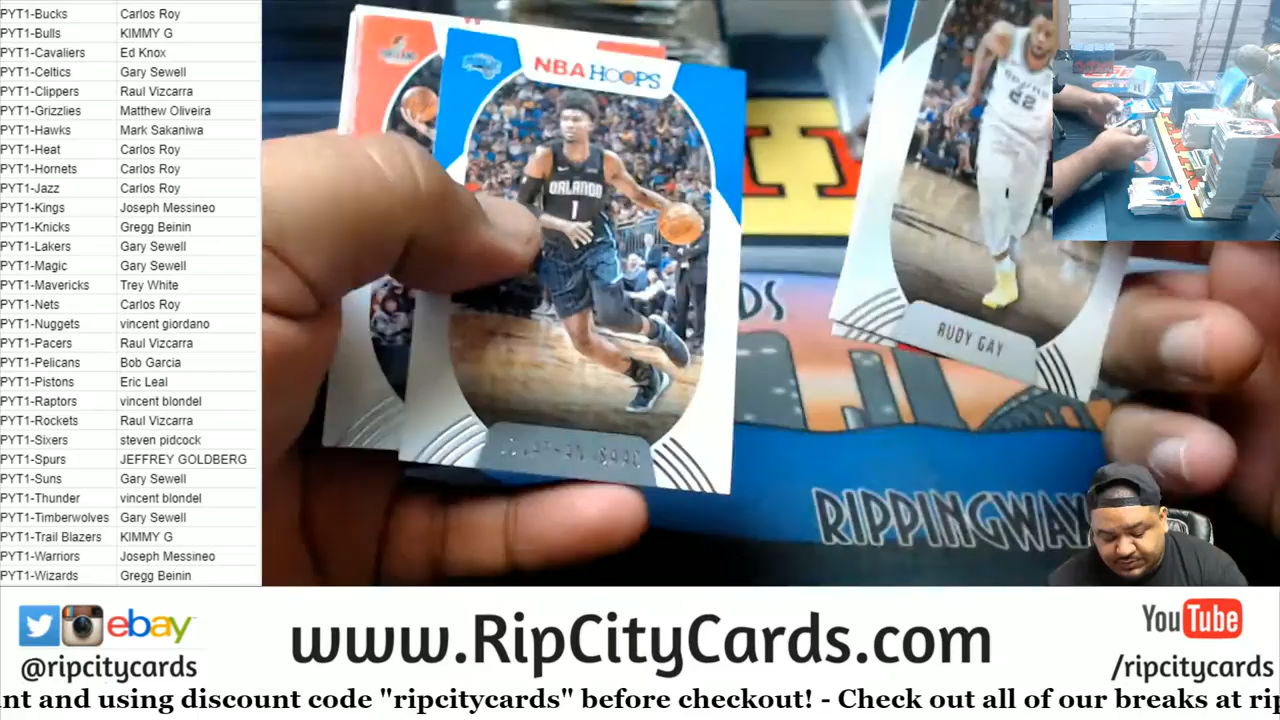 PYT1-Bucks Carlos Roy
PYT1-Bulls KIMMY G
PYT1-Cavaliers Ed Knox
PYT1-Celtics Gary Sewell
PYT1-Clippers Raul Vizcarra
PYT1-Grizzlies Matthew Oliveira
PYT1-Hawks Mark Sakaniwa
PYT1-Heat Carlos Roy
PYT1-Hornets Carlos Roy
PYT1-Jazz Carlos Roy
PYT1-Kings Joseph Messineo
PYT1-Knicks Gregg Beinin
PYT1-Lakers Gary Sewell
PYT1-Magic Gary Sewell
PYT1-Mavericks Trey White
PYT1-Nets Carlos Roy
PYT1-Nuggets vincent giordano
PYT1-Pacers Raul Vizcarra
PYT1-Pelicans Bob Garcia
PYT1-Pistons Eric Leal
PYT1-Raptors vincent blondel
PYT1-Rockets Raul Vizcarra
PYT1-Sixers steven pidcock
PYT1-Spurs JEFFREY GOLDBERG
PYT1-Suns Gary Sewell
PYT1-Thunder vincent blondel
PYT1-Timberwolves Gary Sewell
PYT1-Trail Blazers KIMMY G
PYT1-Warriors Joseph Messineo
PYT1-Wizards Gregg Beinin
NBA HOOPS
ORLANDO
1
JONATHAN ISAAC
22
RUDY GAY
RIPPINGWAX
ebay
@ripcitycards
www.RipCityCards.com
YouTube
/ripcitycards
nt and using discount code "ripcitycards" before checkout! - Check out all of our breaks at rip